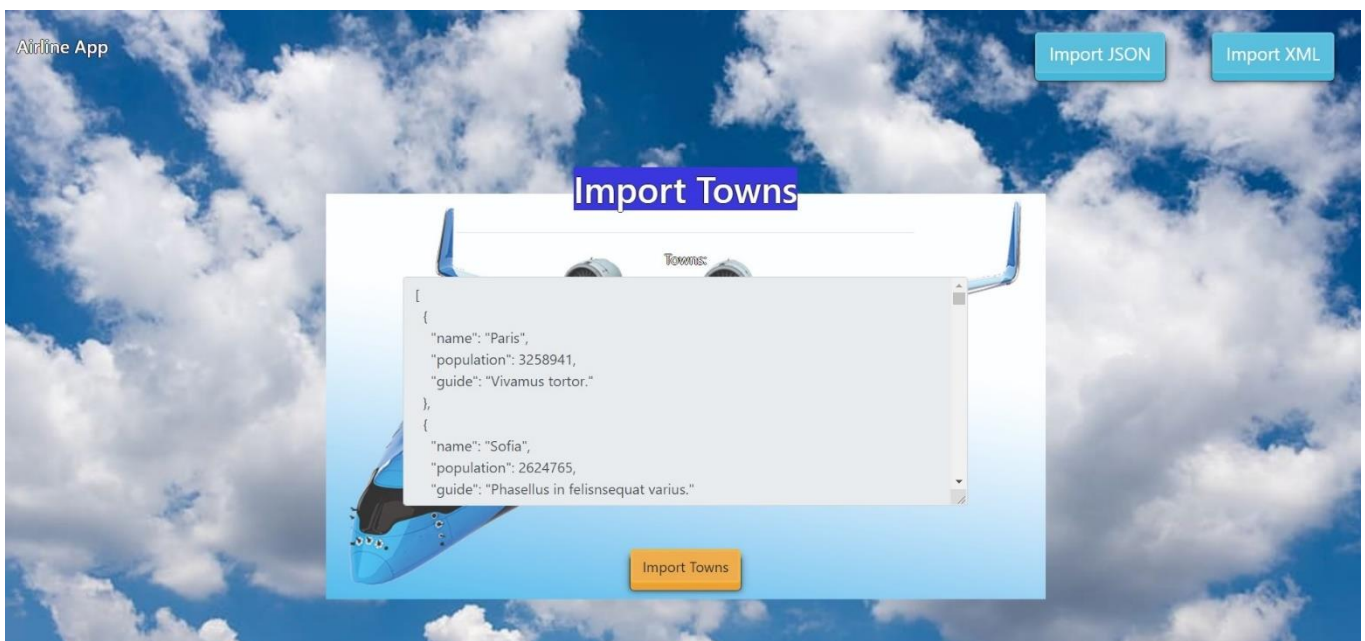 Airline App
Import JSON
Import XML
Import Towns
Towns:
[
{
"name": "Paris",
"population": 3258941,
"guide": "Vivamus tortor."
},
{
"name": "Sofia",
"population": 2624765,
"guide": "Phasellus in felisnsequat varius."
Import Towns